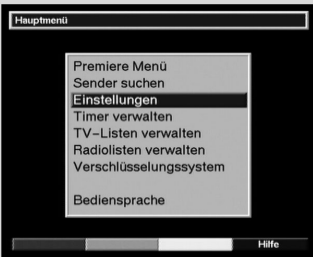 Hauptmenü
Premiere Menü
Sender suchen
Einstellungen
Timer verwalten
TV-Listen verwalten
Radiolisten verwalten
Verschlüsselungssystem
Bediensprache
Hilfe